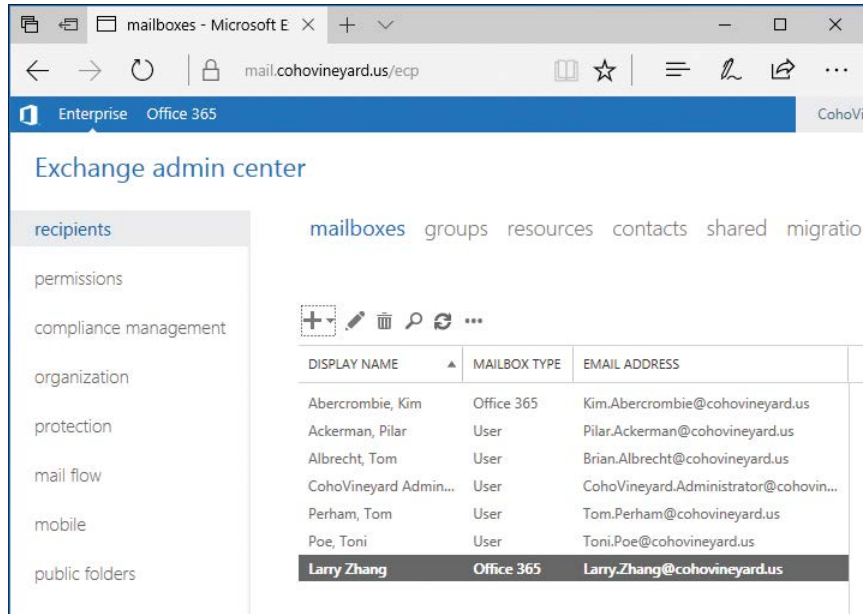 mailboxes - Microsoft E
mail.cohovineyard.us/ecp
Enterprise Office 365 CohoVi
Exchange admin center
recipients
permissions
compliance management
organization
protection
mail flow
mobile
public folders
mailboxes groups resources contacts shared migratio
DISPLAY NAME MAILBOX TYPE EMAIL ADDRESS
Abercrombie, Kim Office 365 Kim.Abercrombie@cohovineyard.us
Ackerman, Pilar User Pilar.Ackerman@cohovineyard.us
Albrecht, Tom User Brian.Albrecht@cohovineyard.us
CohoVineyard Admin... User CohoVineyard.Administrator@cohovin...
Perham, Tom User Tom.Perham@cohovineyard.us
Poe, Toni User Toni.Poe@cohovineyard.us
Larry Zhang Office 365 Larry.Zhang@cohovineyard.us